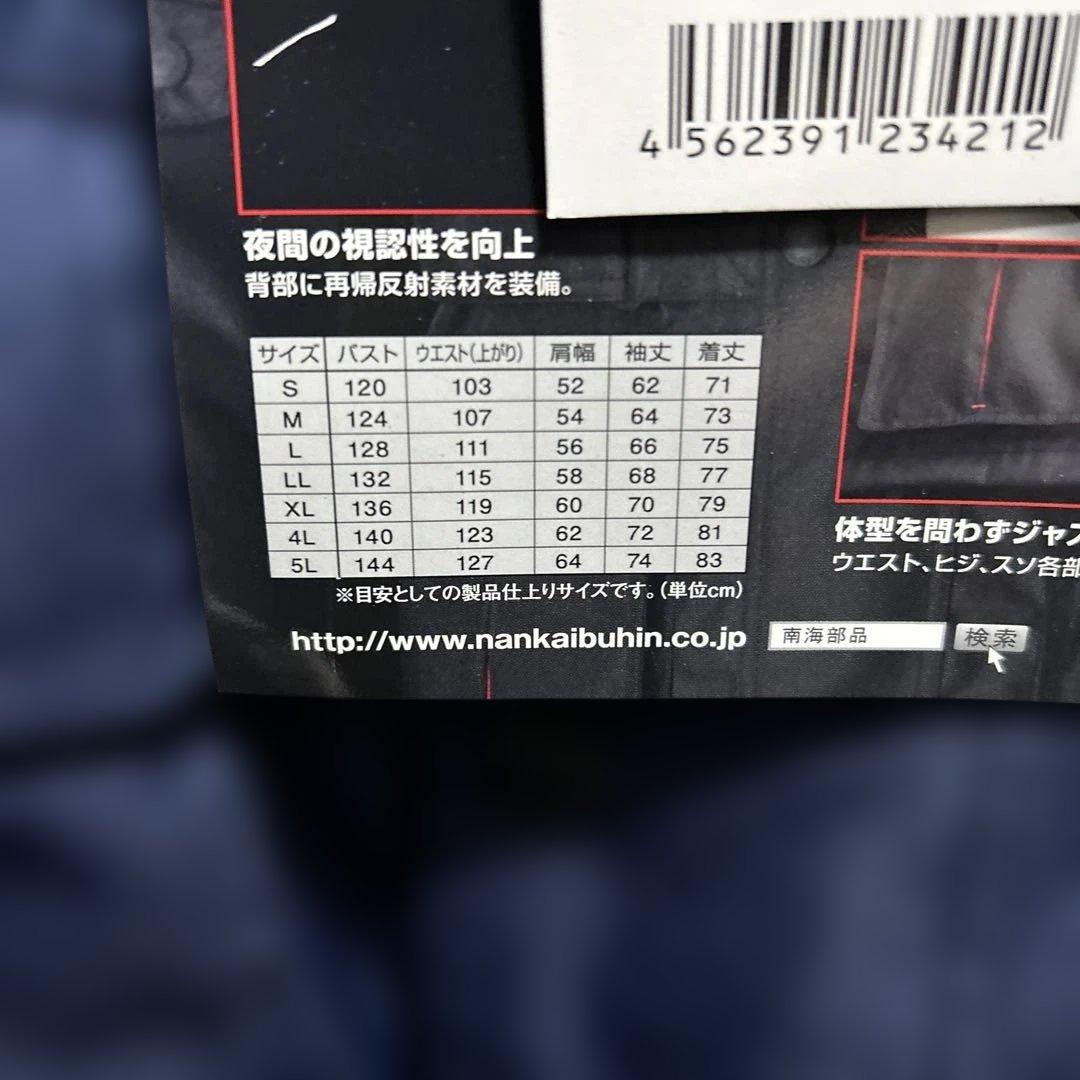 4 562391 234212
夜間の視認性を向上
背部に再帰反射素材を装備。
サイズ バスト ウエスト(上がり) 肩幅 袖丈 着丈
S 120 103 52 62 71
M 124 107 54 64 73
L 128 111 56 66 75
LL 132 115 58 68 77
XL 136 119 60 70 79
4L 140 123 62 72 81
5L 144 127 64 74 83
※目安としての製品仕上りサイズです。(単位cm)
体型を問わずジャス
ウエスト、ヒジ、スソ各部
http://www.nankaibuhin.co.jp 南海部品 検索